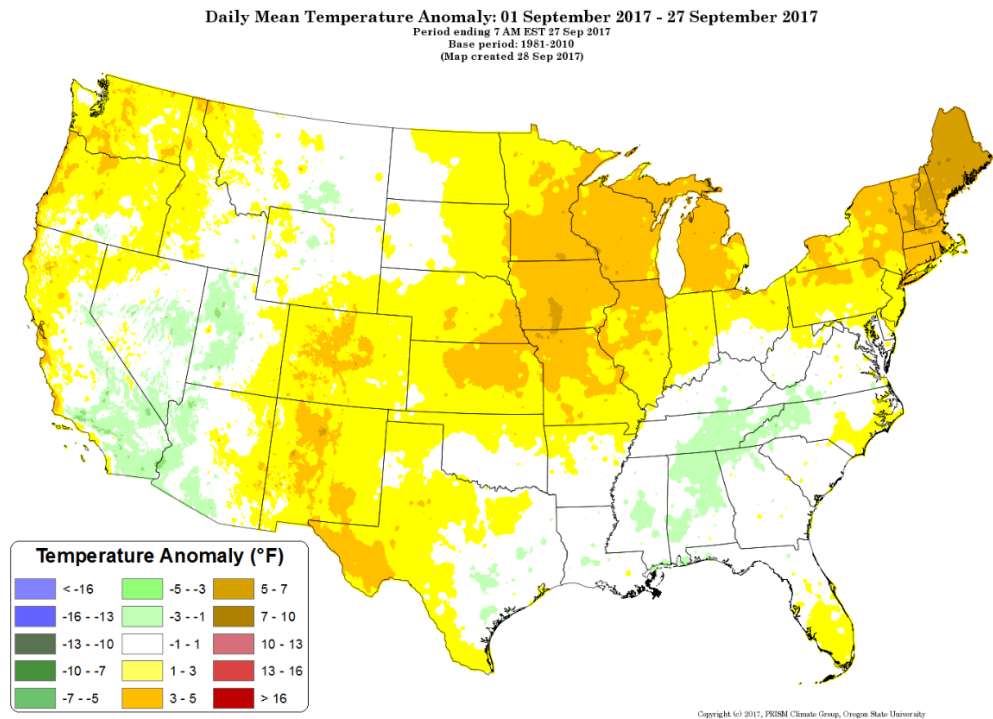 Daily Mean Temperature Anomaly: 01 September 2017 - 27 September 2017
Period ending 7 AM EST 27 Sep 2017
Base period: 1981-2010
(Map created 28 Sep 2017)
Temperature Anomaly (°F)
< -16
-16 - -13
-13 - -10
-10 - -7
-7 - -5
-5 - -3
-3 - -1
-1 - 1
1 - 3
3 - 5
5 - 7
7 - 10
10 - 13
13 - 16
> 16
Copyright (c) 2017, PRISM Climate Group, Oregon State University